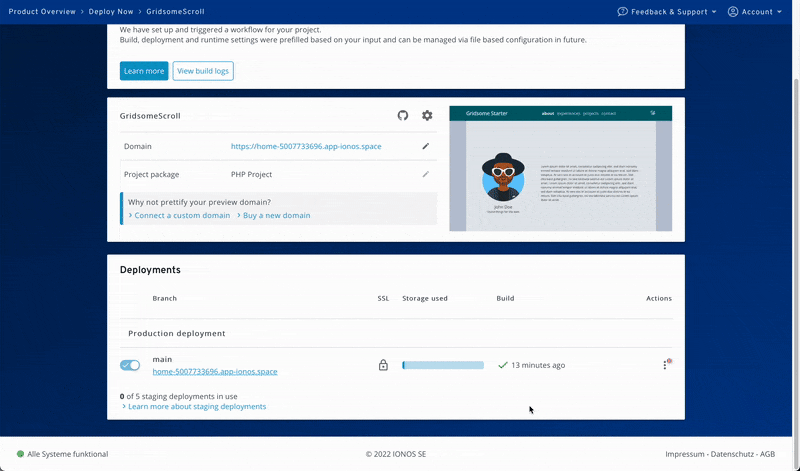 Product Overview > Deploy Now > GridsomeScroll
Feedback & Support
Account
We have set up and triggered a workflow for your project.
Build, deployment and runtime settings were prefilled based on your input and can be managed via file based configuration in future.
Learn more
View build logs
GridsomeScroll
Domain
https://home-5007733696.app-ionos.space
Project package
PHP Project
Why not prettify your preview domain?
> Connect a custom domain > Buy a new domain
Gridsome Starter
about experiences projects contact
John Doe
Deployments
Branch
SSL
Storage used
Build
Actions
Production deployment
main
home-5007733696.app-ionos.space
13 minutes ago
0 of 5 staging deployments in use
> Learn more about staging deployments
Alle Systeme funktional
© 2022 IONOS SE
Impressum - Datenschutz - AGB